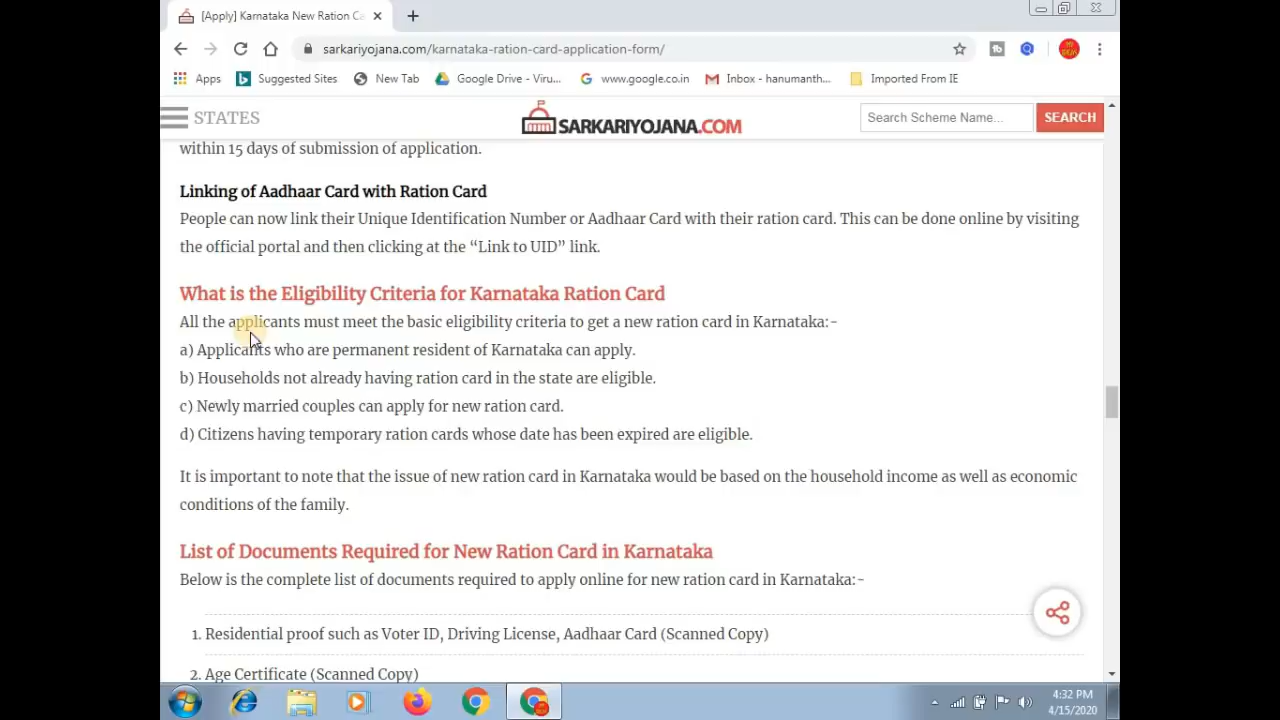 [Apply] Karnataka New Ration Ca
sarkariyojana.com/karnataka-ration-card-application-form/
Apps Suggested Sites New Tab Google Drive - Viru... www.google.co.in Inbox - hanumanth... Imported From IE
STATES SARKARIYOJANA.COM Search Scheme Name... SEARCH
within 15 days of submission of application.
Linking of Aadhaar Card with Ration Card
People can now link their Unique Identification Number or Aadhaar Card with their ration card. This can be done online by visiting
the official portal and then clicking at the “Link to UID” link.
What is the Eligibility Criteria for Karnataka Ration Card
All the applicants must meet the basic eligibility criteria to get a new ration card in Karnataka:-
a) Applicants who are permanent resident of Karnataka can apply.
b) Households not already having ration card in the state are eligible.
c) Newly married couples can apply for new ration card.
d) Citizens having temporary ration cards whose date has been expired are eligible.
It is important to note that the issue of new ration card in Karnataka would be based on the household income as well as economic
conditions of the family.
List of Documents Required for New Ration Card in Karnataka
Below is the complete list of documents required to apply online for new ration card in Karnataka:-
1. Residential proof such as Voter ID, Driving License, Aadhaar Card (Scanned Copy)
2. Age Certificate (Scanned Copy)
4:32 PM
4/15/2020